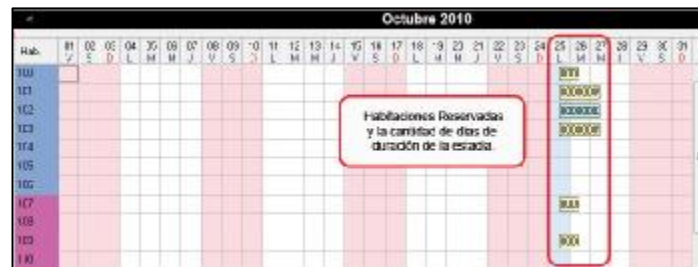 Octubre 2010
Hab. 01 02 03 04 05 06 07 08 09 10 11 12 13 14 15 16 17 18 19 20 21 22 23 24 25 26 27 28 29 30 31
V S D L M M J V S D L M M J V S D L M M J V S D L M M J V S D
100
101
102
103
104
105
106
107
108
109
110
Habitaciones Reservadas
y la cantidad de días de
duración de la estadía.